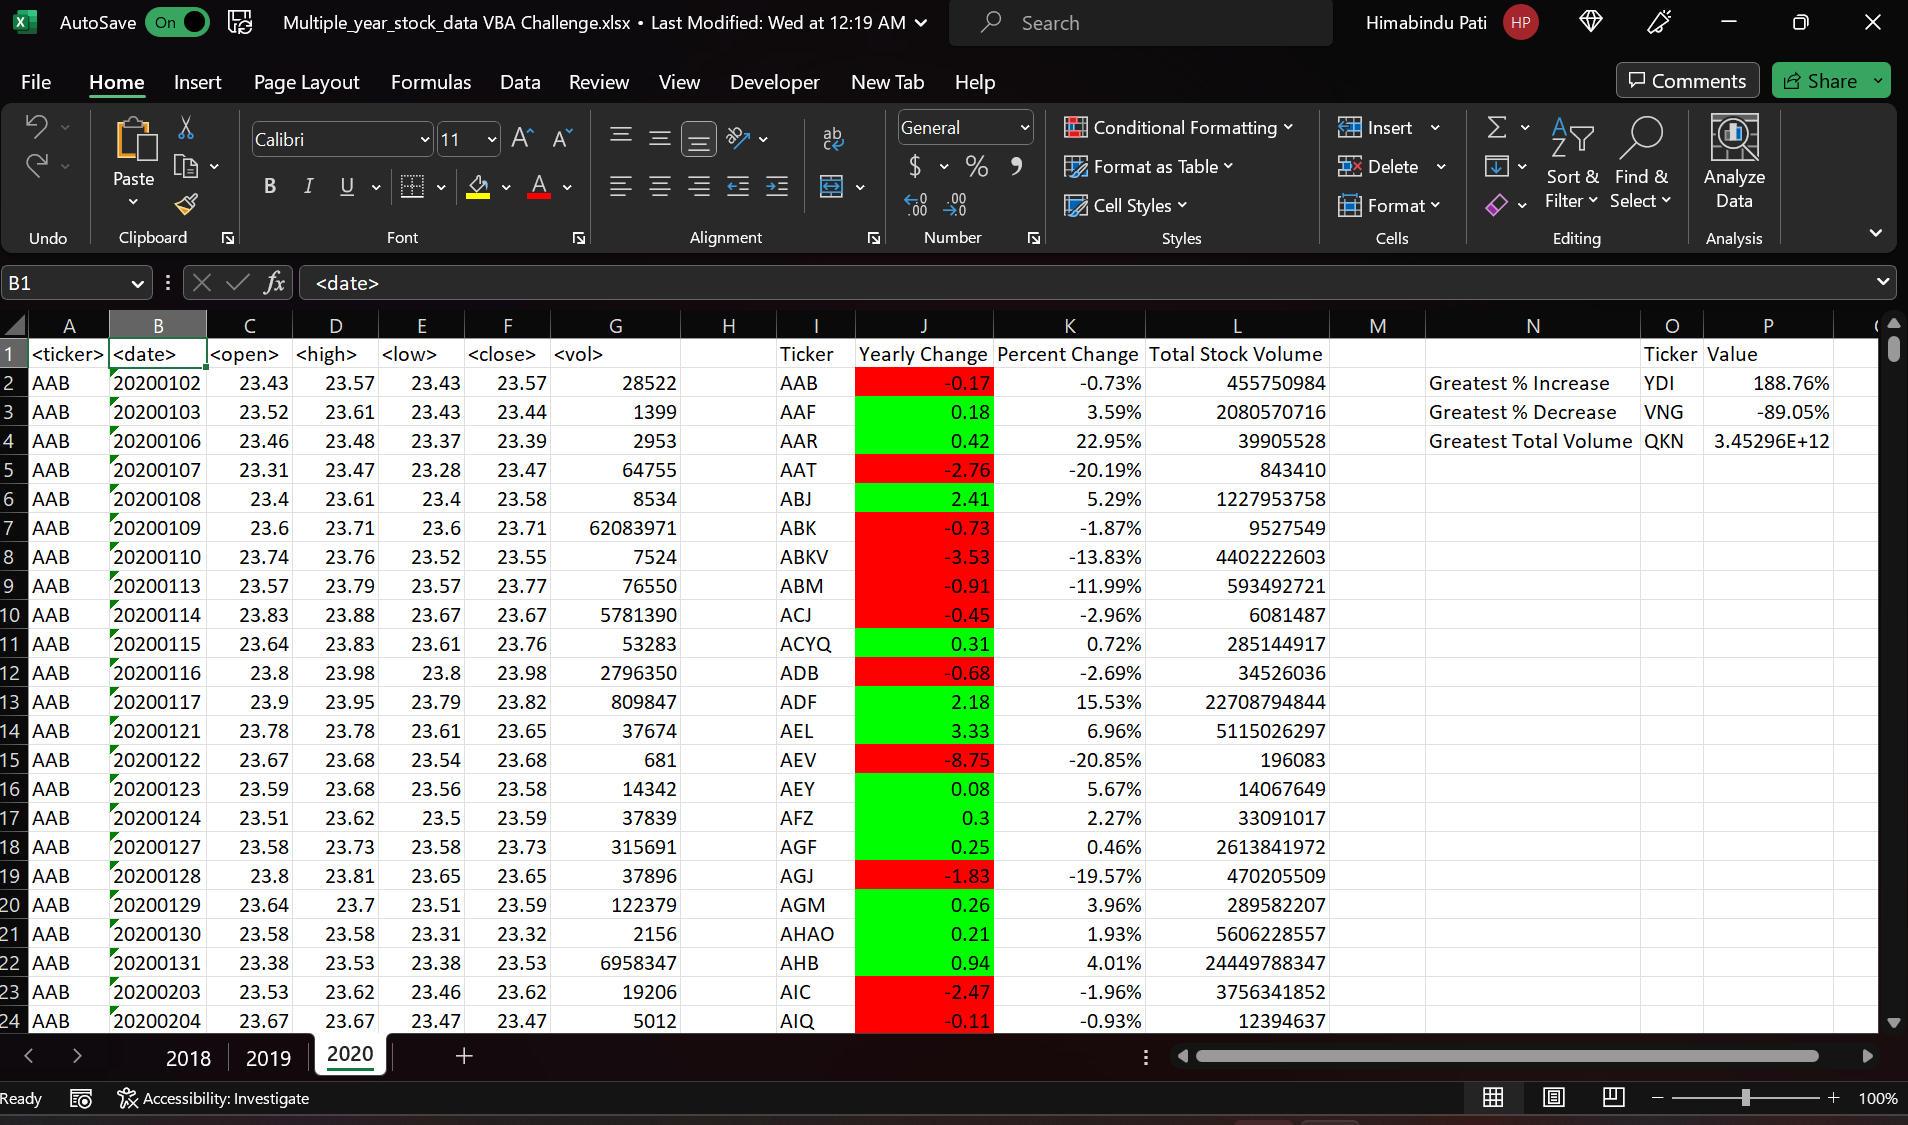 AutoSave On Multiple_year_stock_data VBA Challenge.xlsx • Last Modified: Wed at 12:19 AM Search Himabindu Pati HP
File Home Insert Page Layout Formulas Data Review View Developer New Tab Help Comments Share
Calibri 11 General Conditional Formatting Insert
Paste Format as Table Delete Sort & Filter Find & Select Analyze Data
B I U A $ % Cell Styles Format
Undo Clipboard Font Alignment Number Styles Cells Editing Analysis
B1 fx <date>
A B C D E F G H I J K L M N O P
1 <ticker> <date> <open> <high> <low> <close> <vol> Ticker Yearly Change Percent Change Total Stock Volume Ticker Value
2 AAB 20200102 23.43 23.57 23.43 23.57 28522 AAB -0.17 -0.73% 455750984 Greatest % Increase YDI 188.76%
3 AAB 20200103 23.52 23.61 23.43 23.44 1399 AAF 0.18 3.59% 2080570716 Greatest % Decrease VNG -89.05%
4 AAB 20200106 23.46 23.48 23.37 23.39 2953 AAR 0.42 22.95% 39905528 Greatest Total Volume QKN 3.45296E+12
5 AAB 20200107 23.31 23.47 23.28 23.47 64755 AAT -2.76 -20.19% 843410
6 AAB 20200108 23.4 23.61 23.4 23.58 8534 ABJ 2.41 5.29% 1227953758
7 AAB 20200109 23.6 23.71 23.6 23.71 62083971 ABK -0.73 -1.87% 9527549
8 AAB 20200110 23.74 23.76 23.52 23.55 7524 ABKV -3.53 -13.83% 4402222603
9 AAB 20200113 23.57 23.79 23.57 23.77 76550 ABM -0.91 -11.99% 593492721
10 AAB 20200114 23.83 23.88 23.67 23.67 5781390 ACJ -0.45 -2.96% 6081487
11 AAB 20200115 23.64 23.83 23.61 23.76 53283 ACYQ 0.31 0.72% 285144917
12 AAB 20200116 23.8 23.98 23.8 23.98 2796350 ADB -0.68 -2.69% 34526036
13 AAB 20200117 23.9 23.95 23.79 23.82 809847 ADF 2.18 15.53% 22708794844
14 AAB 20200121 23.78 23.78 23.61 23.65 37674 AEL 3.33 6.96% 5115026297
15 AAB 20200122 23.67 23.68 23.54 23.68 681 AEV -8.75 -20.85% 196083
16 AAB 20200123 23.59 23.68 23.56 23.58 14342 AEY 0.08 5.67% 14067649
17 AAB 20200124 23.51 23.62 23.5 23.59 37839 AFZ 0.3 2.27% 33091017
18 AAB 20200127 23.58 23.73 23.58 23.73 315691 AGF 0.25 0.46% 2613841972
19 AAB 20200128 23.8 23.81 23.65 23.65 37896 AGJ -1.83 -19.57% 470205509
20 AAB 20200129 23.64 23.7 23.51 23.59 122379 AGM 0.26 3.96% 289582207
21 AAB 20200130 23.58 23.58 23.31 23.32 2156 AHAO 0.21 1.93% 5606228557
22 AAB 20200131 23.38 23.53 23.38 23.53 6958347 AHB 0.94 4.01% 24449788347
23 AAB 20200203 23.53 23.62 23.46 23.62 19206 AIC -2.47 -1.96% 3756341852
24 AAB 20200204 23.67 23.67 23.47 23.47 5012 AIQ -0.11 -0.93% 12394637
2018 2019 2020
Ready Accessibility: Investigate 100%